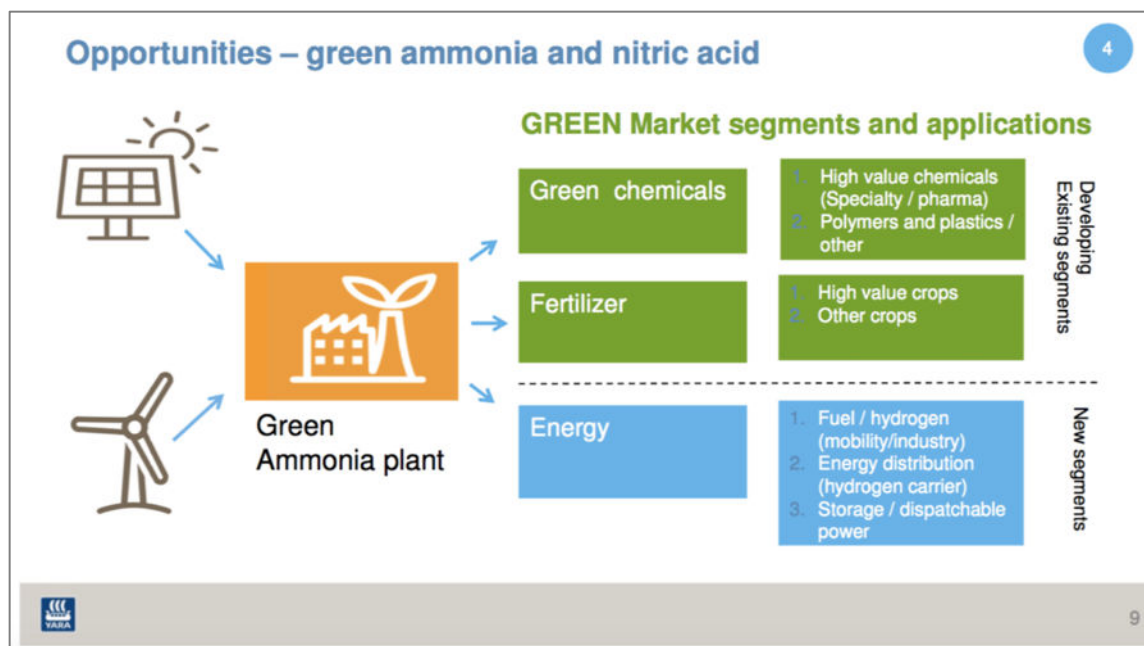 Opportunities – green ammonia and nitric acid
4
GREEN Market segments and applications
Green chemicals
1. High value chemicals
(Specialty / pharma)
2. Polymers and plastics /
other
Developing
Existing segments
Fertilizer
1. High value crops
2. Other crops
Green
Ammonia plant
Energy
1. Fuel / hydrogen
(mobility/industry)
2. Energy distribution
(hydrogen carrier)
3. Storage / dispatchable
power
New segments
YARA
9